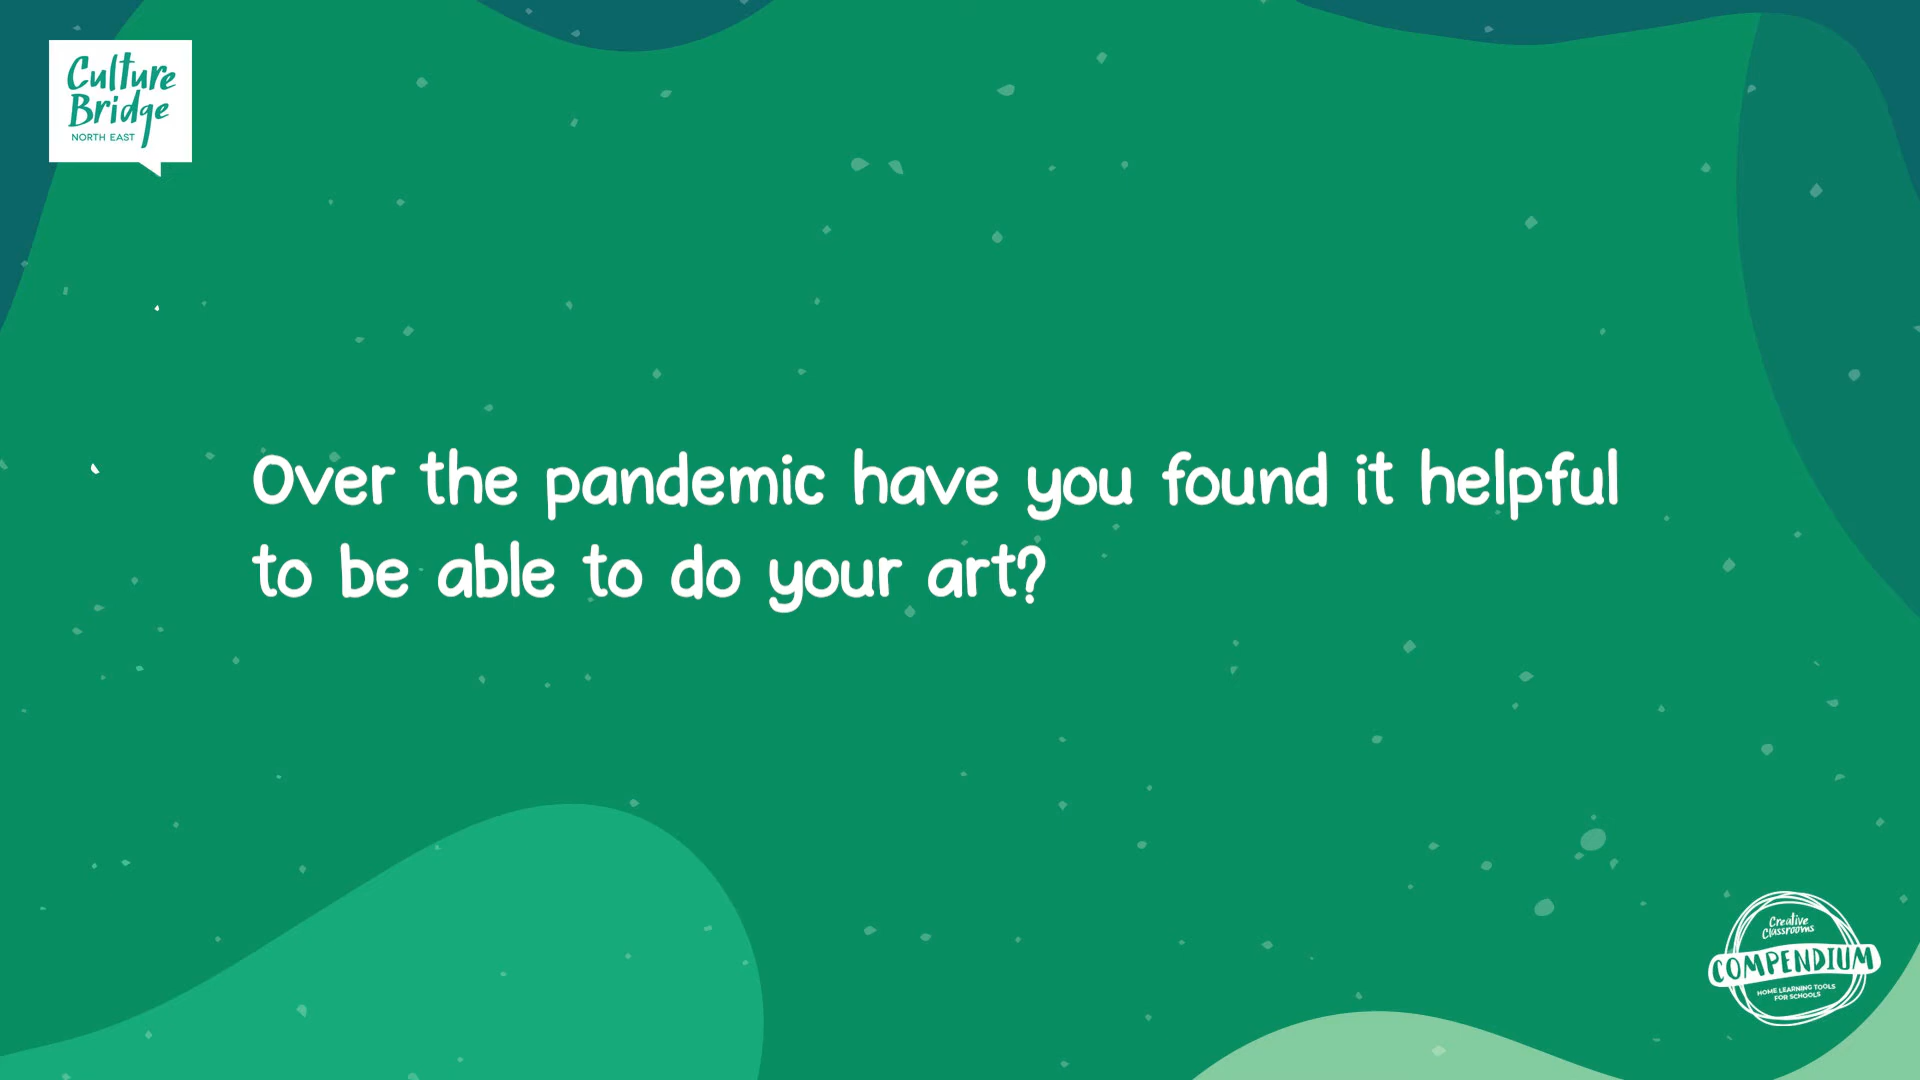 Culture
Bridge
NORTH EAST
Over the pandemic have you found it helpful
to be able to do your art?
Creative
Classrooms
COMPENDIUM
HOME LEARNING TOOLS
FOR SCHOOLS